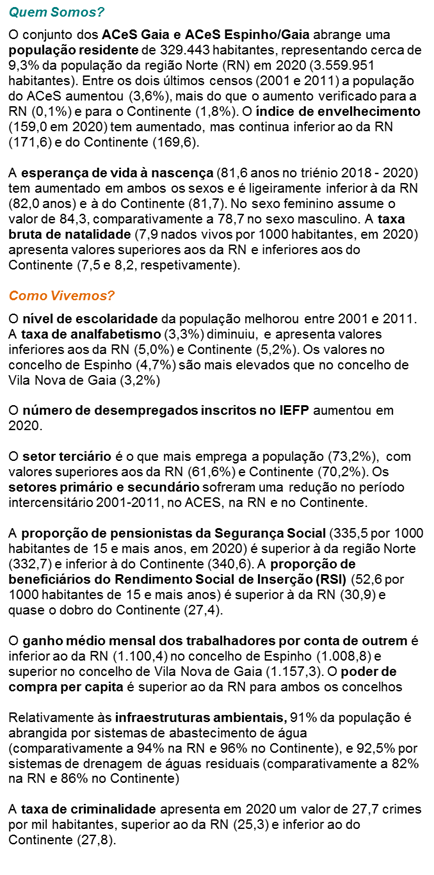 Quem Somos?
O conjunto dos ACeS Gaia e ACeS Espinho/Gaia abrange uma
população residente de 329.443 habitantes, representando cerca de
9,3% da população da região Norte (RN) em 2020 (3.559.951
habitantes). Entre os dois últimos censos (2001 e 2011) a população
do ACeS aumentou (3,6%), mais do que o aumento verificado para a
RN (0,1%) e para o Continente (1,8%). O índice de envelhecimento
(159,0 em 2020) tem aumentado, mas continua inferior ao da RN
(171,6) e do Continente (169,6).
A esperança de vida à nascença (81,6 anos no triénio 2018 - 2020)
tem aumentado em ambos os sexos e é ligeiramente inferior à da RN
(82,0 anos) e à do Continente (81,7). No sexo feminino assume o
valor de 84,3, comparativamente a 78,7 no sexo masculino. A taxa
bruta de natalidade (7,9 nados vivos por 1000 habitantes, em 2020)
apresenta valores superiores aos da RN e inferiores aos do
Continente (7,5 e 8,2, respetivamente).
Como Vivemos?
O nível de escolaridade da população melhorou entre 2001 e 2011.
A taxa de analfabetismo (3,3%) diminuiu, e apresenta valores
inferiores aos da RN (5,0%) e Continente (5,2%). Os valores no
concelho de Espinho (4,7%) são mais elevados que no concelho de
Vila Nova de Gaia (3,2%)
O número de desempregados inscritos no IEFP aumentou em
2020.
O setor terciário é o que mais emprega a população (73,2%), com
valores superiores aos da RN (61,6%) e Continente (70,2%). Os
setores primário e secundário sofreram uma redução no período
intercensitário 2001-2011, no ACES, na RN e no Continente.
A proporção de pensionistas da Segurança Social (335,5 por 1000
habitantes de 15 e mais anos, em 2020) é superior à da região Norte
(332,7) e inferior à do Continente (340,6). A proporção de
beneficiários do Rendimento Social de Inserção (RSI) (52,6 por
1000 habitantes de 15 e mais anos) é superior à da RN (30,9) e
quase o dobro do Continente (27,4).
O ganho médio mensal dos trabalhadores por conta de outrem é
inferior ao da RN (1.100,4) no concelho de Espinho (1.008,8) e
superior no concelho de Vila Nova de Gaia (1.157,3). O poder de
compra per capita é superior ao da RN para ambos os concelhos
Relativamente às infraestruturas ambientais, 91% da população é
abrangida por sistemas de abastecimento de água
(comparativamente a 94% na RN e 96% no Continente), e 92,5% por
sistemas de drenagem de águas residuais (comparativamente a 82%
na RN e 86% no Continente)
A taxa de criminalidade apresenta em 2020 um valor de 27,7 crimes
por mil habitantes, superior ao da RN (25,3) e inferior ao do
Continente (27,8).